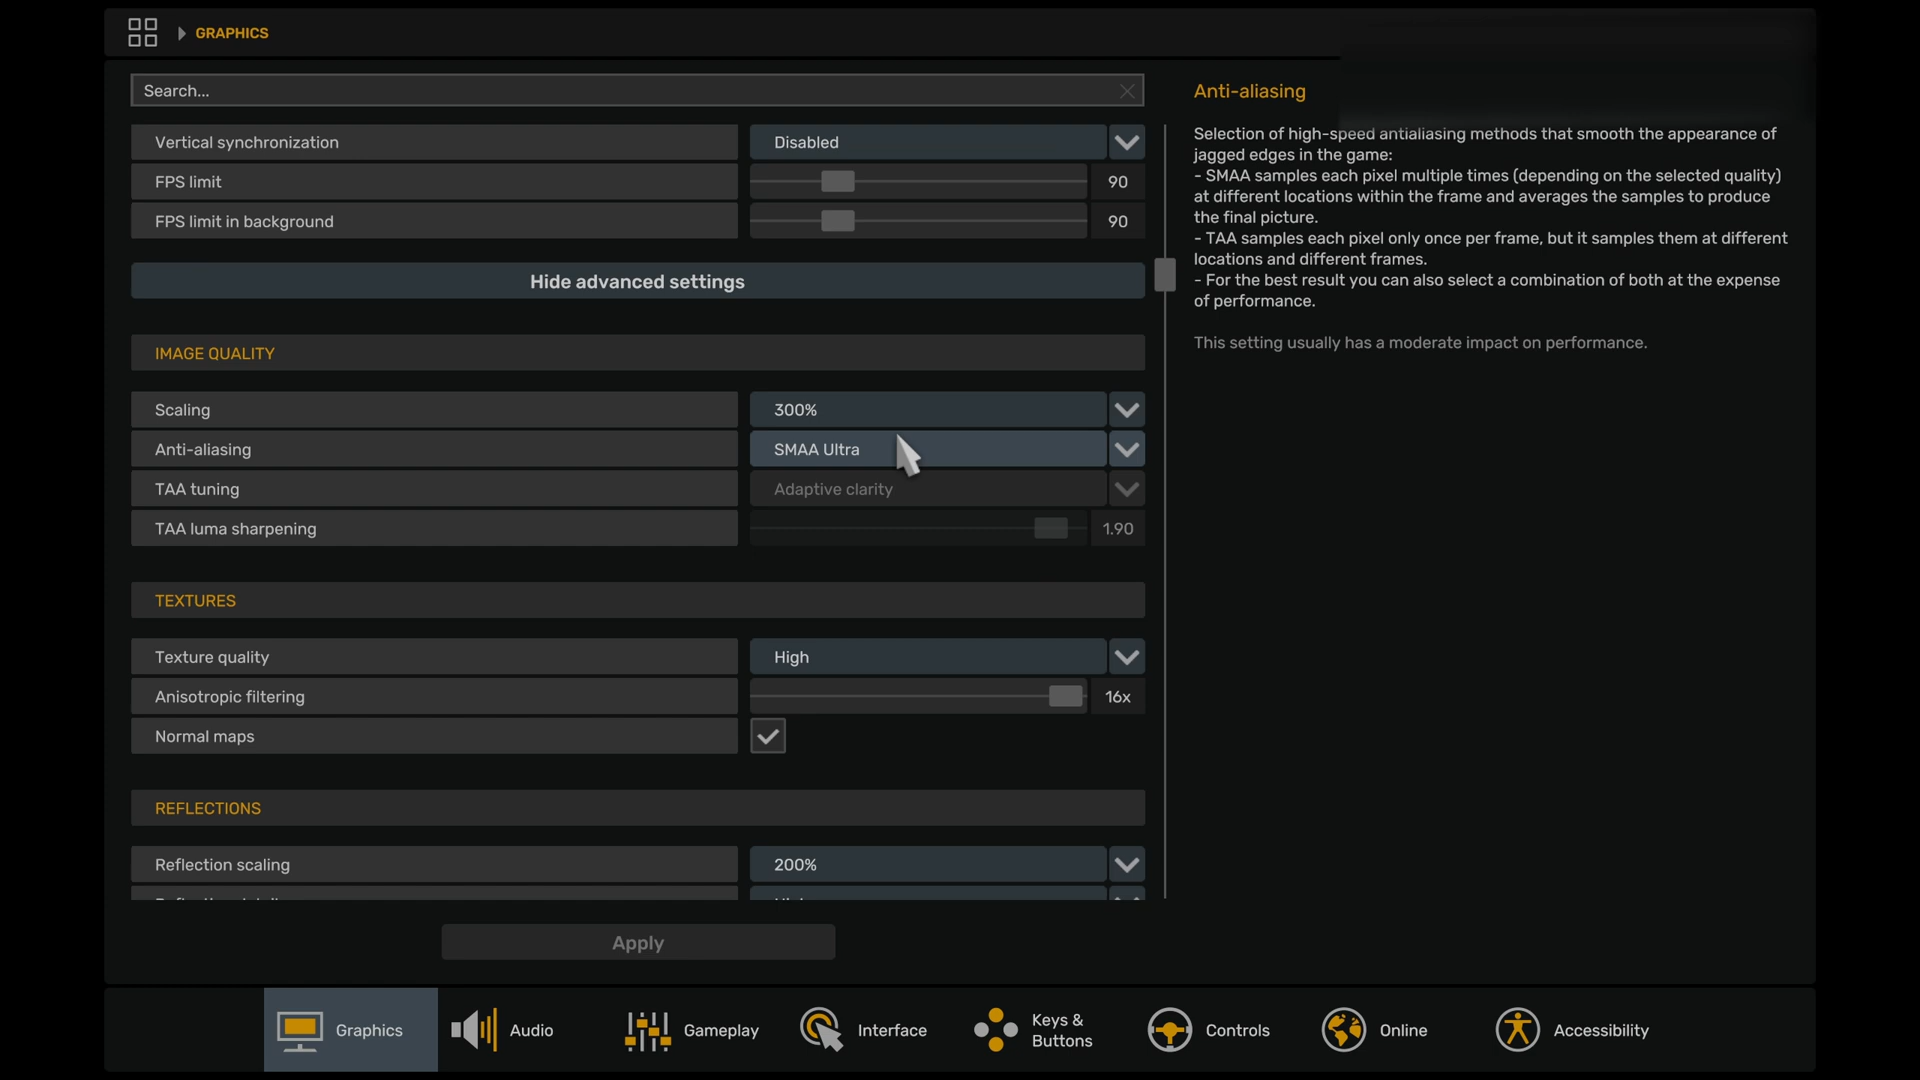 GRAPHICS
Search...
Vertical synchronization
Disabled
FPS limit
90
FPS limit in background
90
Hide advanced settings
IMAGE QUALITY
Scaling
300%
Anti-aliasing
SMAA Ultra
TAA tuning
Adaptive clarity
TAA luma sharpening
1.90
TEXTURES
Texture quality
High
Anisotropic filtering
16x
Normal maps
REFLECTIONS
Reflection scaling
200%
Apply
Anti-aliasing
Selection of high-speed antialiasing methods that smooth the appearance of
jagged edges in the game:
- SMAA samples each pixel multiple times (depending on the selected quality)
at different locations within the frame and averages the samples to produce
the final picture.
- TAA samples each pixel only once per frame, but it samples them at different
locations and different frames.
- For the best result you can also select a combination of both at the expense
of performance.
This setting usually has a moderate impact on performance.
Graphics
Audio
Gameplay
Interface
Keys &
Buttons
Controls
Online
Accessibility